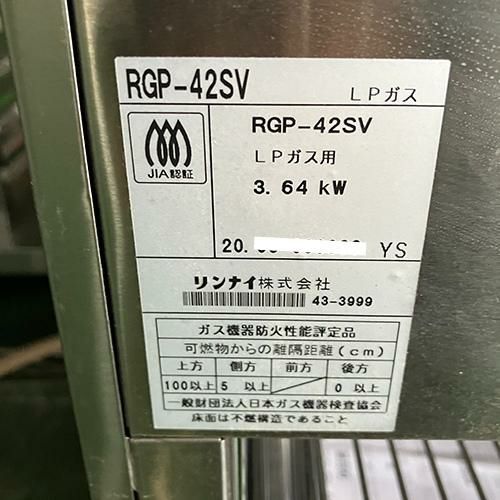 RGP-42SV LPガス
JIA認証
RGP-42SV
LPガス用
3.64 kW
20. YS
リンナイ株式会社
43-3999
ガス機器防火性能評定品
可燃物からの離隔距離(cm)
上方 側方 前方 後方
100以上 5 以上 0 以上
一般財団法人日本ガス機器検査協会
床面は不燃構造であること